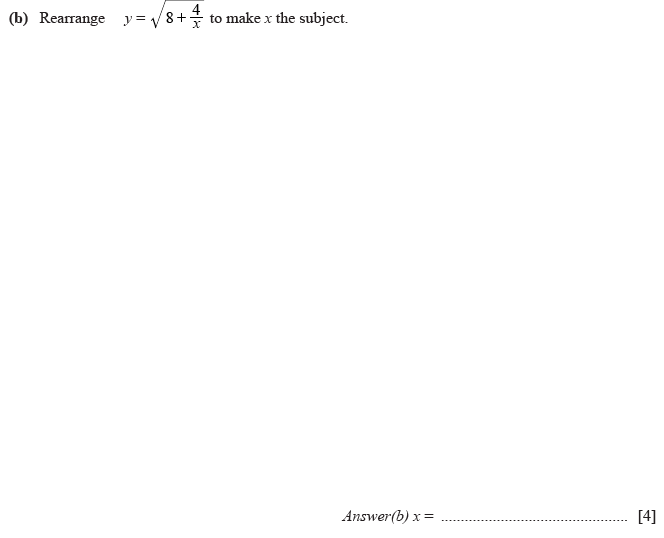 (b) Rearrange y = √(8 + 4/x) to make x the subject.
Answer(b) x = ................................................ [4]